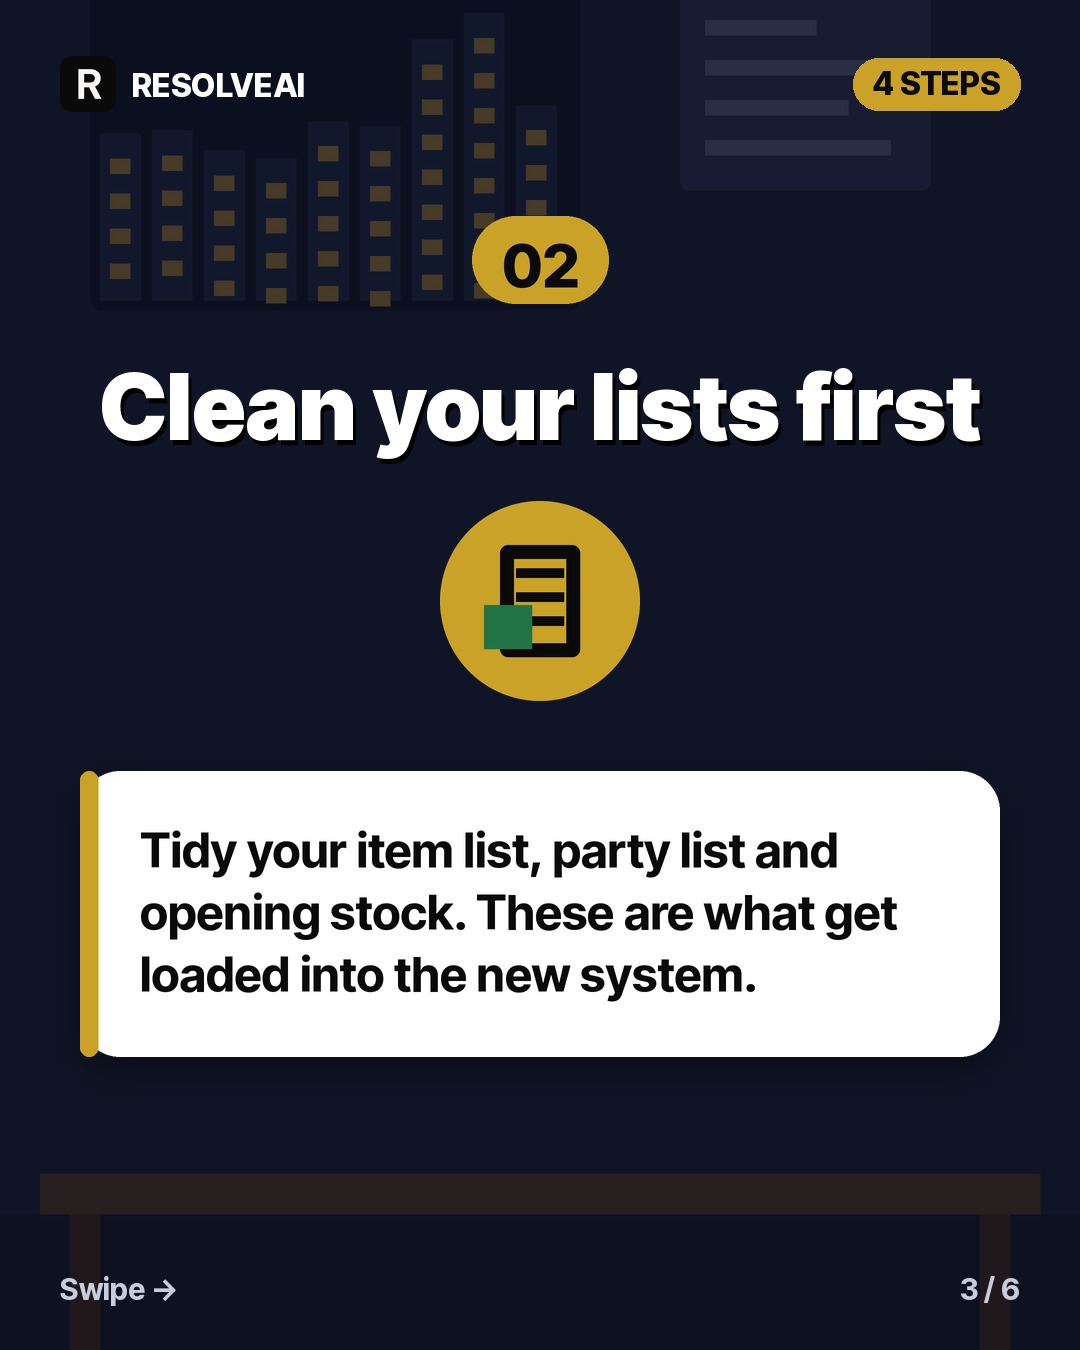 R RESOLVEAI
4 STEPS
02
Clean your lists first
Tidy your item list, party list and
opening stock. These are what get
loaded into the new system.
Swipe →
3 / 6